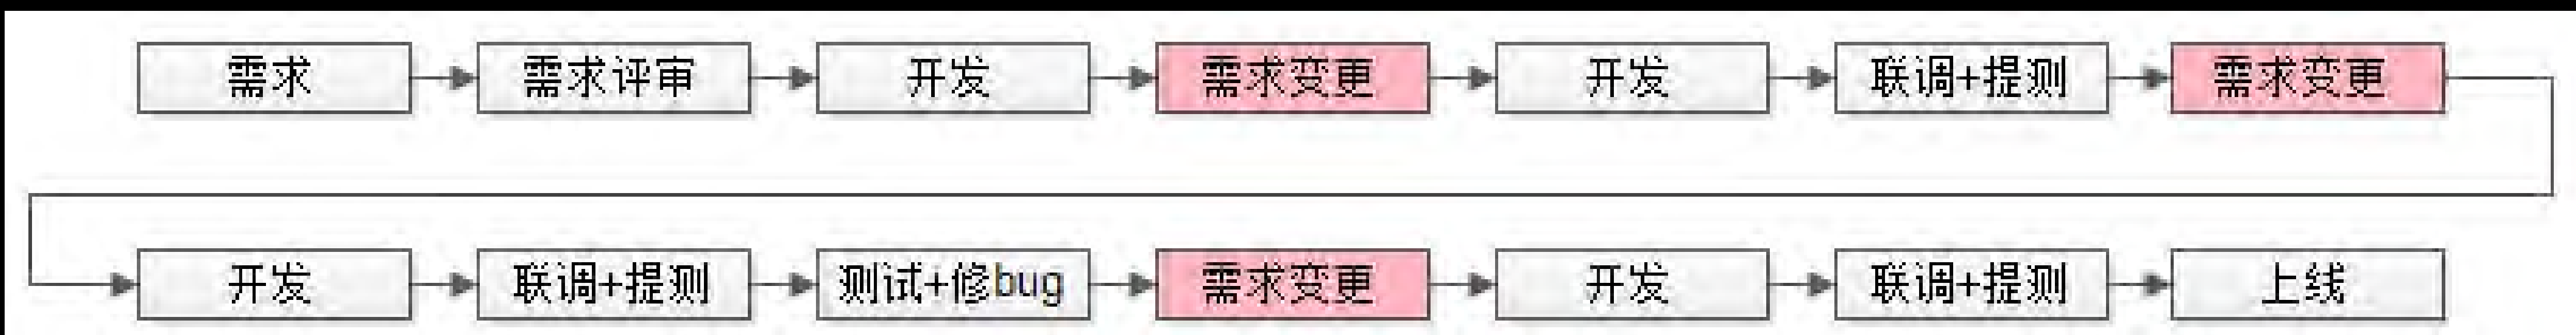 需求 需求评审 开发 需求变更 开发 联调+提测 需求变更
开发 联调+提测 测试+修bug 需求变更 开发 联调+提测 上线